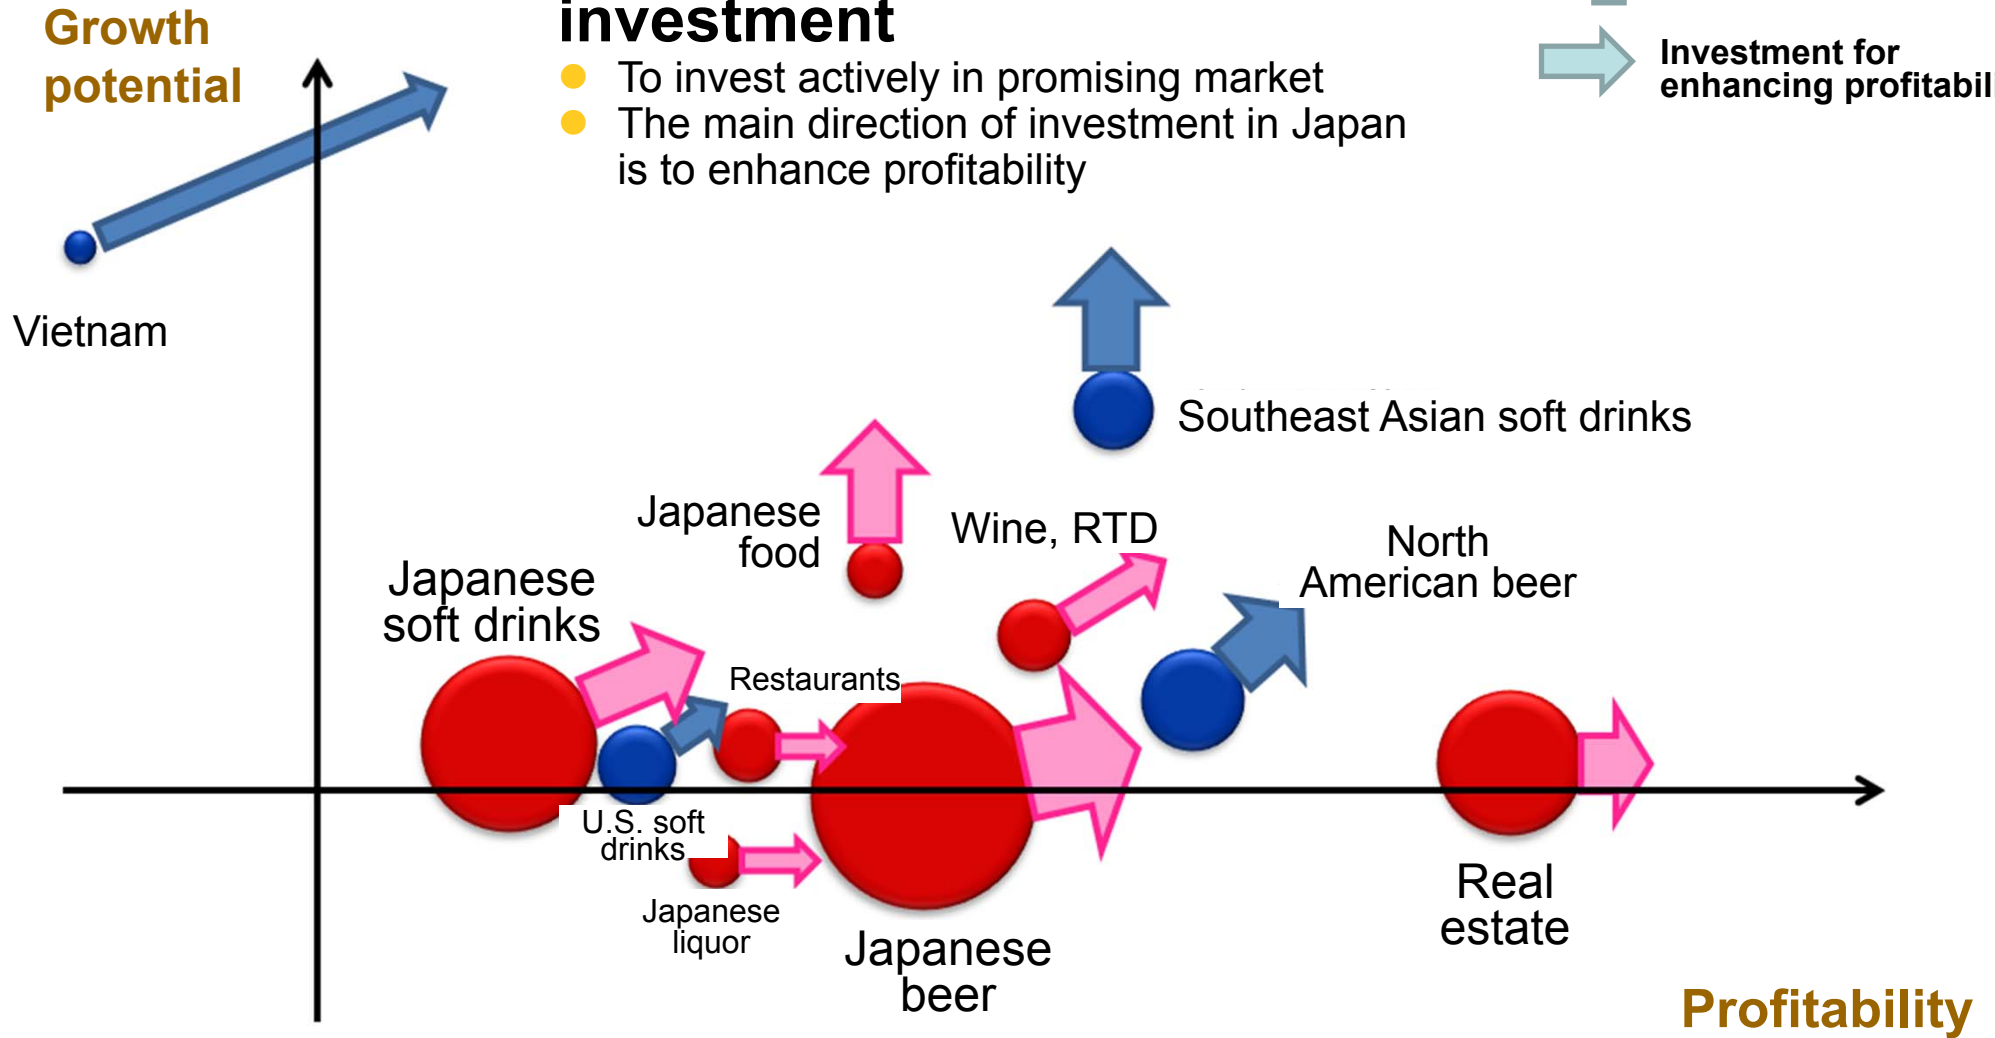 Growth
potential
investment
To invest actively in promising market
The main direction of investment in Japan
is to enhance profitability
Investment for
enhancing profitabili
Vietnam
Southeast Asian soft drinks
Japanese
food
Wine, RTD
North
American beer
Japanese
soft drinks
Restaurants
U.S. soft
drinks
Japanese
liquor
Japanese
beer
Real
estate
Profitability